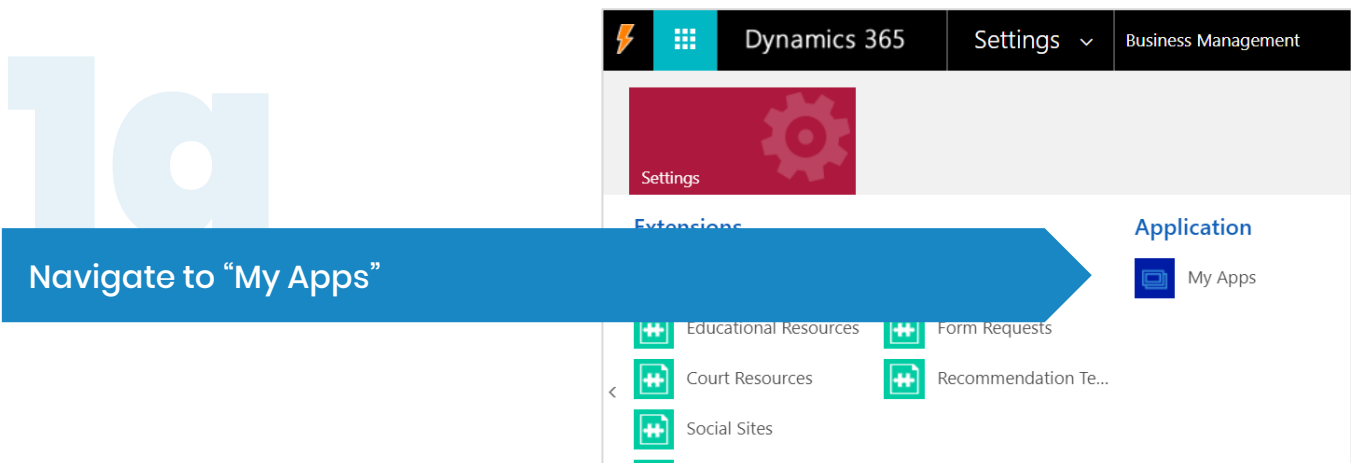 1a
Dynamics 365
Settings
Business Management
Settings
Extensions
Application
Navigate to “My Apps”
My Apps
Educational Resources
Form Requests
Court Resources
Recommendation Te...
Social Sites